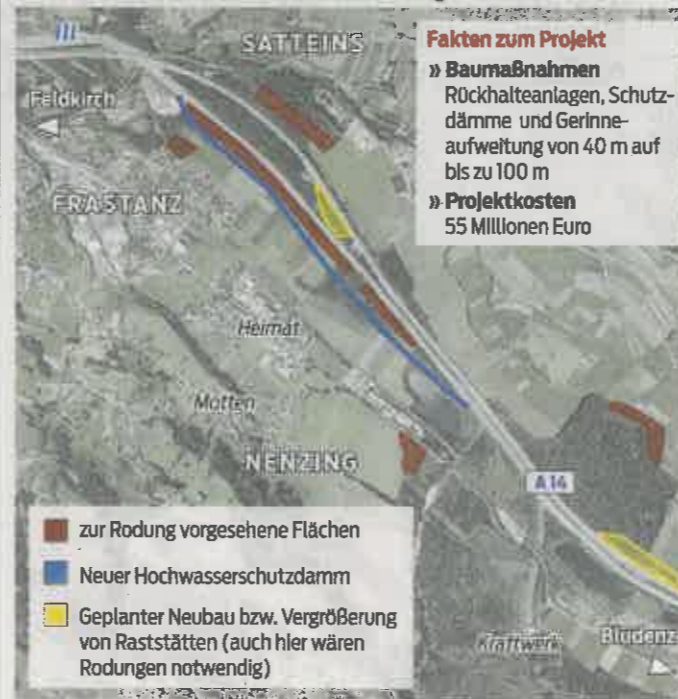 Ill
SATTEINS
Feldkirch
FRASTANZ
Fakten zum Projekt
» Baumaßnahmen
Rückhalteanlagen, Schutz-
dämme und Gerinne-
aufweitung von 40 m auf
bis zu 100 m
» Projektkosten
55 Millionen Euro
Heimat
Motten
NENZING
A 14
zur Rodung vorgesehene Flächen
Neuer Hochwasserschutzdamm
Geplanter Neubau bzw. Vergrößerung
von Raststätten (auch hier wären
Rodungen notwendig)
Kraftwerk
Bludenz